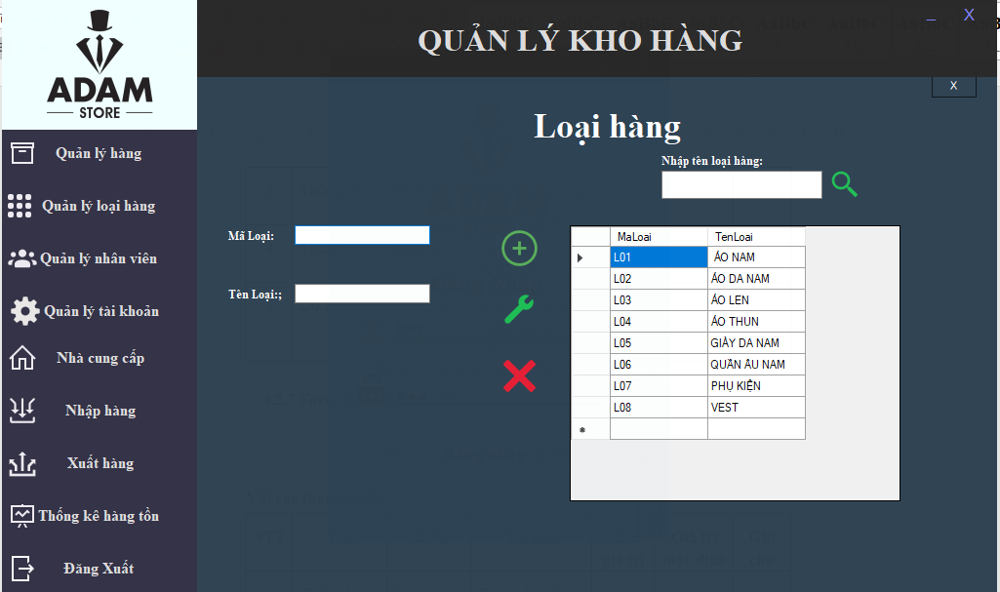 ADAM
STORE
QUẢN LÝ KHO HÀNG
_ X
X
Quản lý hàng
Quản lý loại hàng
Quản lý nhân viên
Quản lý tài khoản
Nhà cung cấp
Nhập hàng
Xuất hàng
Thống kê hàng tồn
Đăng Xuất
Loại hàng
Nhập tên loại hàng:
Mã Loại:
Tên Loại:;
MaLoai TenLoai
L01 ÁO NAM
L02 ÁO DA NAM
L03 ÁO LEN
L04 ÁO THUN
L05 GIÀY DA NAM
L06 QUẦN ÂU NAM
L07 PHỤ KIỆN
L08 VEST